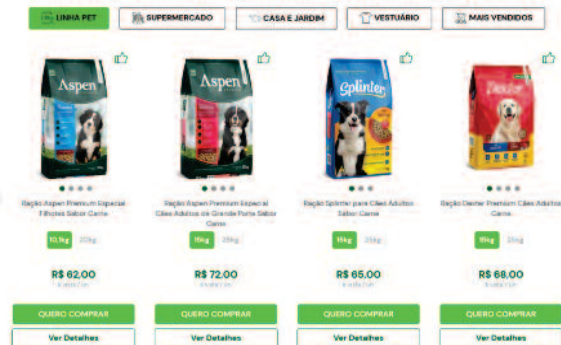 LINHA PET
SUPERMERCADO
CASA E JARDIM
VESTUÁRIO
MAIS VENDIDOS
Aspen
Aspen
Splinter
Dexter
Ração Aspen Premium Especial
Filhotes Sabor Carne
10,1kg 20kg
R$ 62,00
QUERO COMPRAR
Ver Detalhes
Ração Aspen Premium Especial
Cães Adultos de Grande Porte Sabor
Carne
15kg 25kg
R$ 72,00
QUERO COMPRAR
Ver Detalhes
Ração Splinter para Cães Adultos
Sabor Carne
15kg 25kg
R$ 65,00
QUERO COMPRAR
Ver Detalhes
Ração Dexter Premium Cães Adultos
Carne
15kg 25kg
R$ 68,00
QUERO COMPRAR
Ver Detalhes